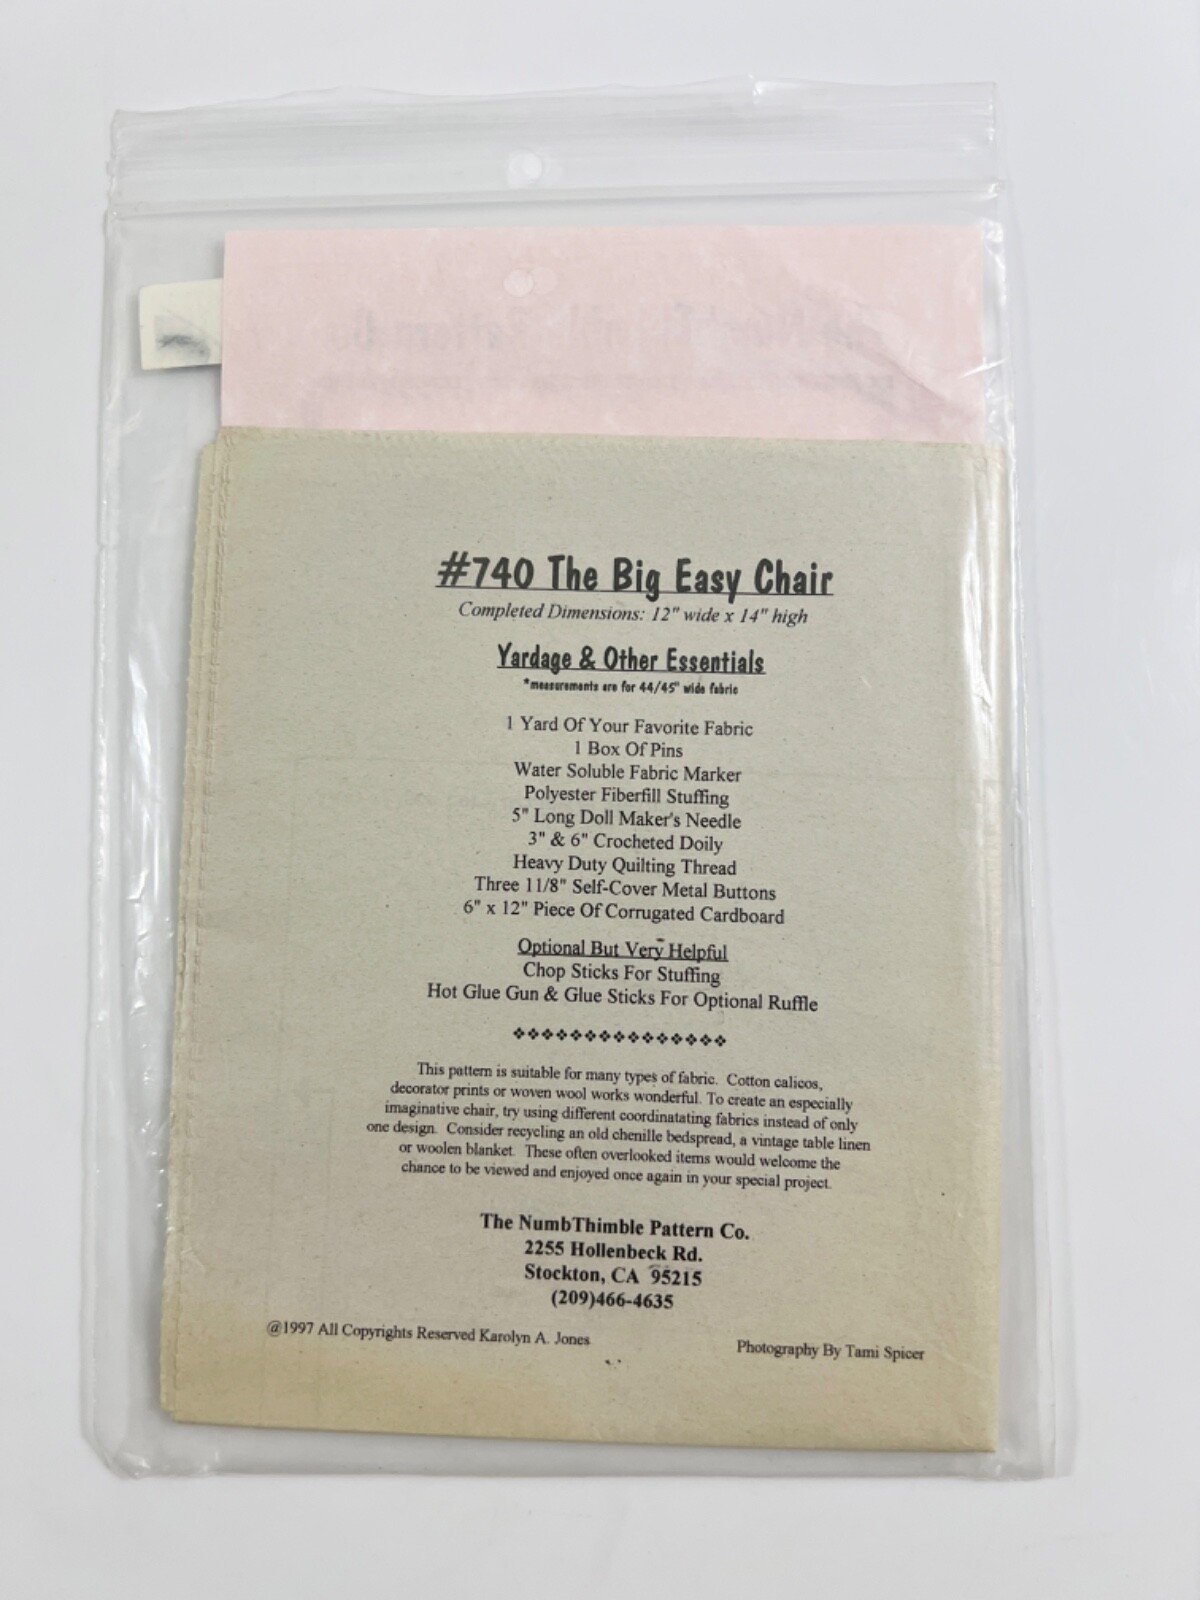 #740 The Big Easy Chair
Completed Dimensions: 12" wide x 14" high
Yardage & Other Essentials
*measurements are for 44/45" wide fabric
1 Yard Of Your Favorite Fabric
1 Box Of Pins
Water Soluble Fabric Marker
Polyester Fiberfill Stuffing
5" Long Doll Maker's Needle
3" & 6" Crocheted Doily
Heavy Duty Quilting Thread
Three 11/8" Self-Cover Metal Buttons
6" x 12" Piece Of Corrugated Cardboard
Optional But Very Helpful
Chop Sticks For Stuffing
Hot Glue Gun & Glue Sticks For Optional Ruffle
This pattern is suitable for many types of fabric. Cotton calicos,
decorator prints or woven wool works wonderful. To create an especially
imaginative chair, try using different coordinatating fabrics instead of only
one design. Consider recycling an old chenille bedspread, a vintage table linen
or woolen blanket. These often overlooked items would welcome the
chance to be viewed and enjoyed once again in your special project.
The NumbThimble Pattern Co.
2255 Hollenbeck Rd.
Stockton, CA 95215
(209)466-4635
@1997 All Copyrights Reserved Karolyn A. Jones
Photography By Tami Spicer